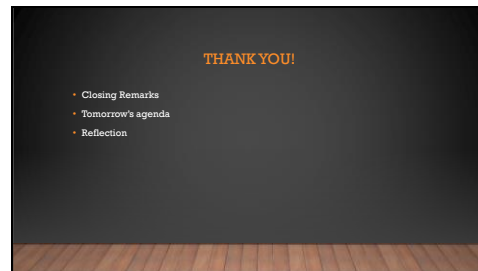 THANK YOU!
• Closing Remarks
• Tomorrow's agenda
• Reflection